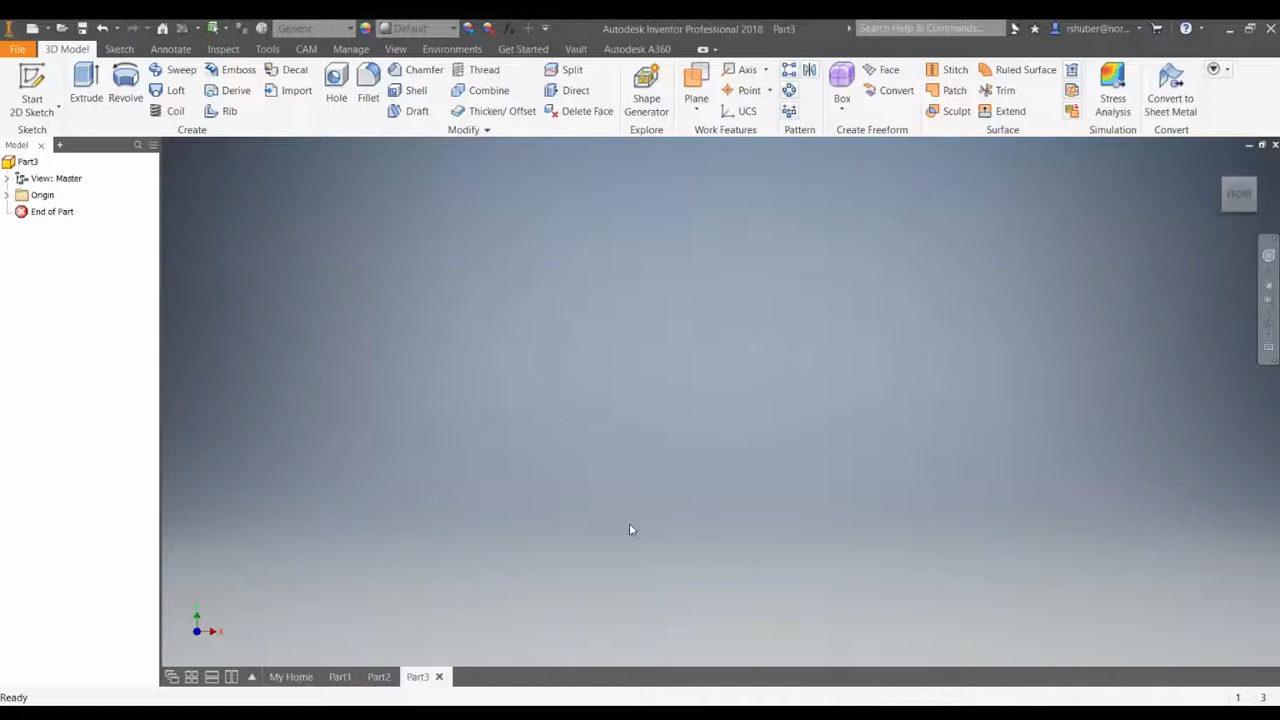 Generic
Default
Autodesk Inventor Professional 2018 Part3
Search Help & Commands...
rshuber@nor...
File
3D Model
Sketch
Annotate
Inspect
Tools
CAM
Manage
View
Environments
Get Started
Vault
Autodesk A360
Start
2D Sketch
Sketch
Extrude
Revolve
Sweep
Emboss
Decal
Loft
Derive
Import
Coil
Rib
Create
Hole
Fillet
Chamfer
Thread
Split
Shell
Combine
Direct
Draft
Thicken/ Offset
Delete Face
Modify
Shape
Generator
Explore
Plane
Axis
Point
UCS
Work Features
Pattern
Box
Face
Convert
Create Freeform
Stitch
Ruled Surface
Patch
Trim
Sculpt
Extend
Surface
Stress
Analysis
Simulation
Convert to
Sheet Metal
Convert
Model
Part3
View: Master
Origin
End of Part
FRONT
X
My Home
Part1
Part2
Part3
Ready
1
3